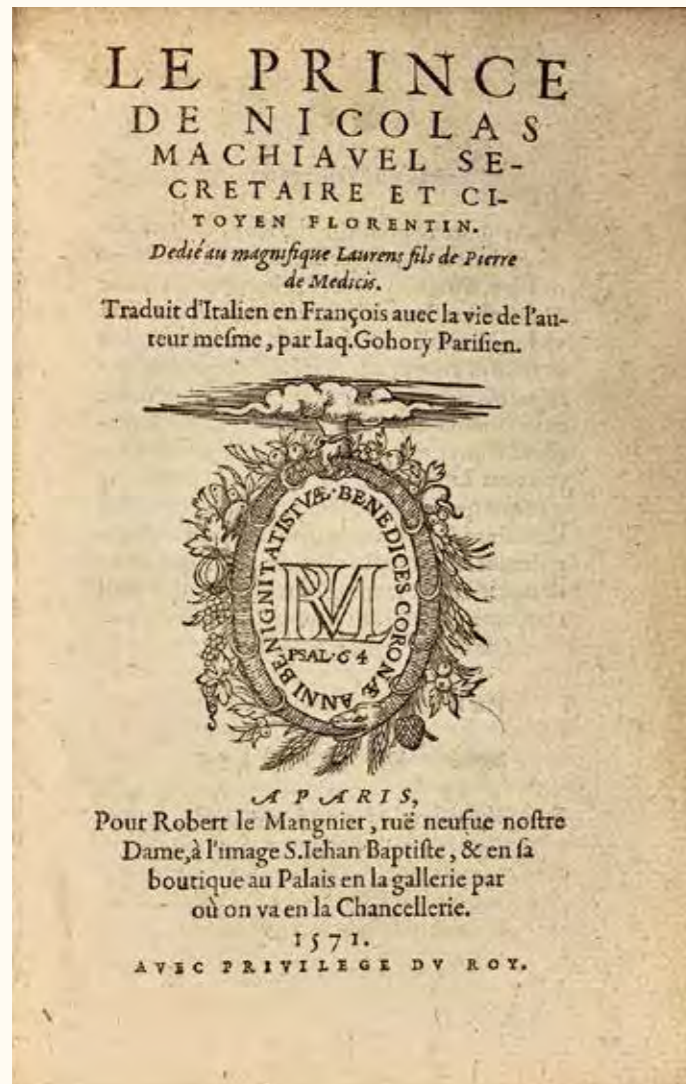 LE PRINCE
DE NICOLAS
MACHIAVEL SE-
CRETAIRE ET CI-
TOYEN FLORENTIN.
Dedié au magnifique Laurens fils de Pierre
de Medicis.
Traduit d'Italien en François auec la vie de l'au-
teur meſme, par Iaq. Gohory Pariſien.
BENEDICES CORONÆ ANNI BENIGNITATIS TVÆ·
RVL
PSAL·64
A PARIS,
Pour Robert le Mangnier, ruë neufue noſtre
Dame, à l'image S. Iehan Baptiſte, & en ſa
boutique au Palais en la gallerie par
où on va en la Chancellerie.
1571.
AVEC PRIVILEGE DV ROY.